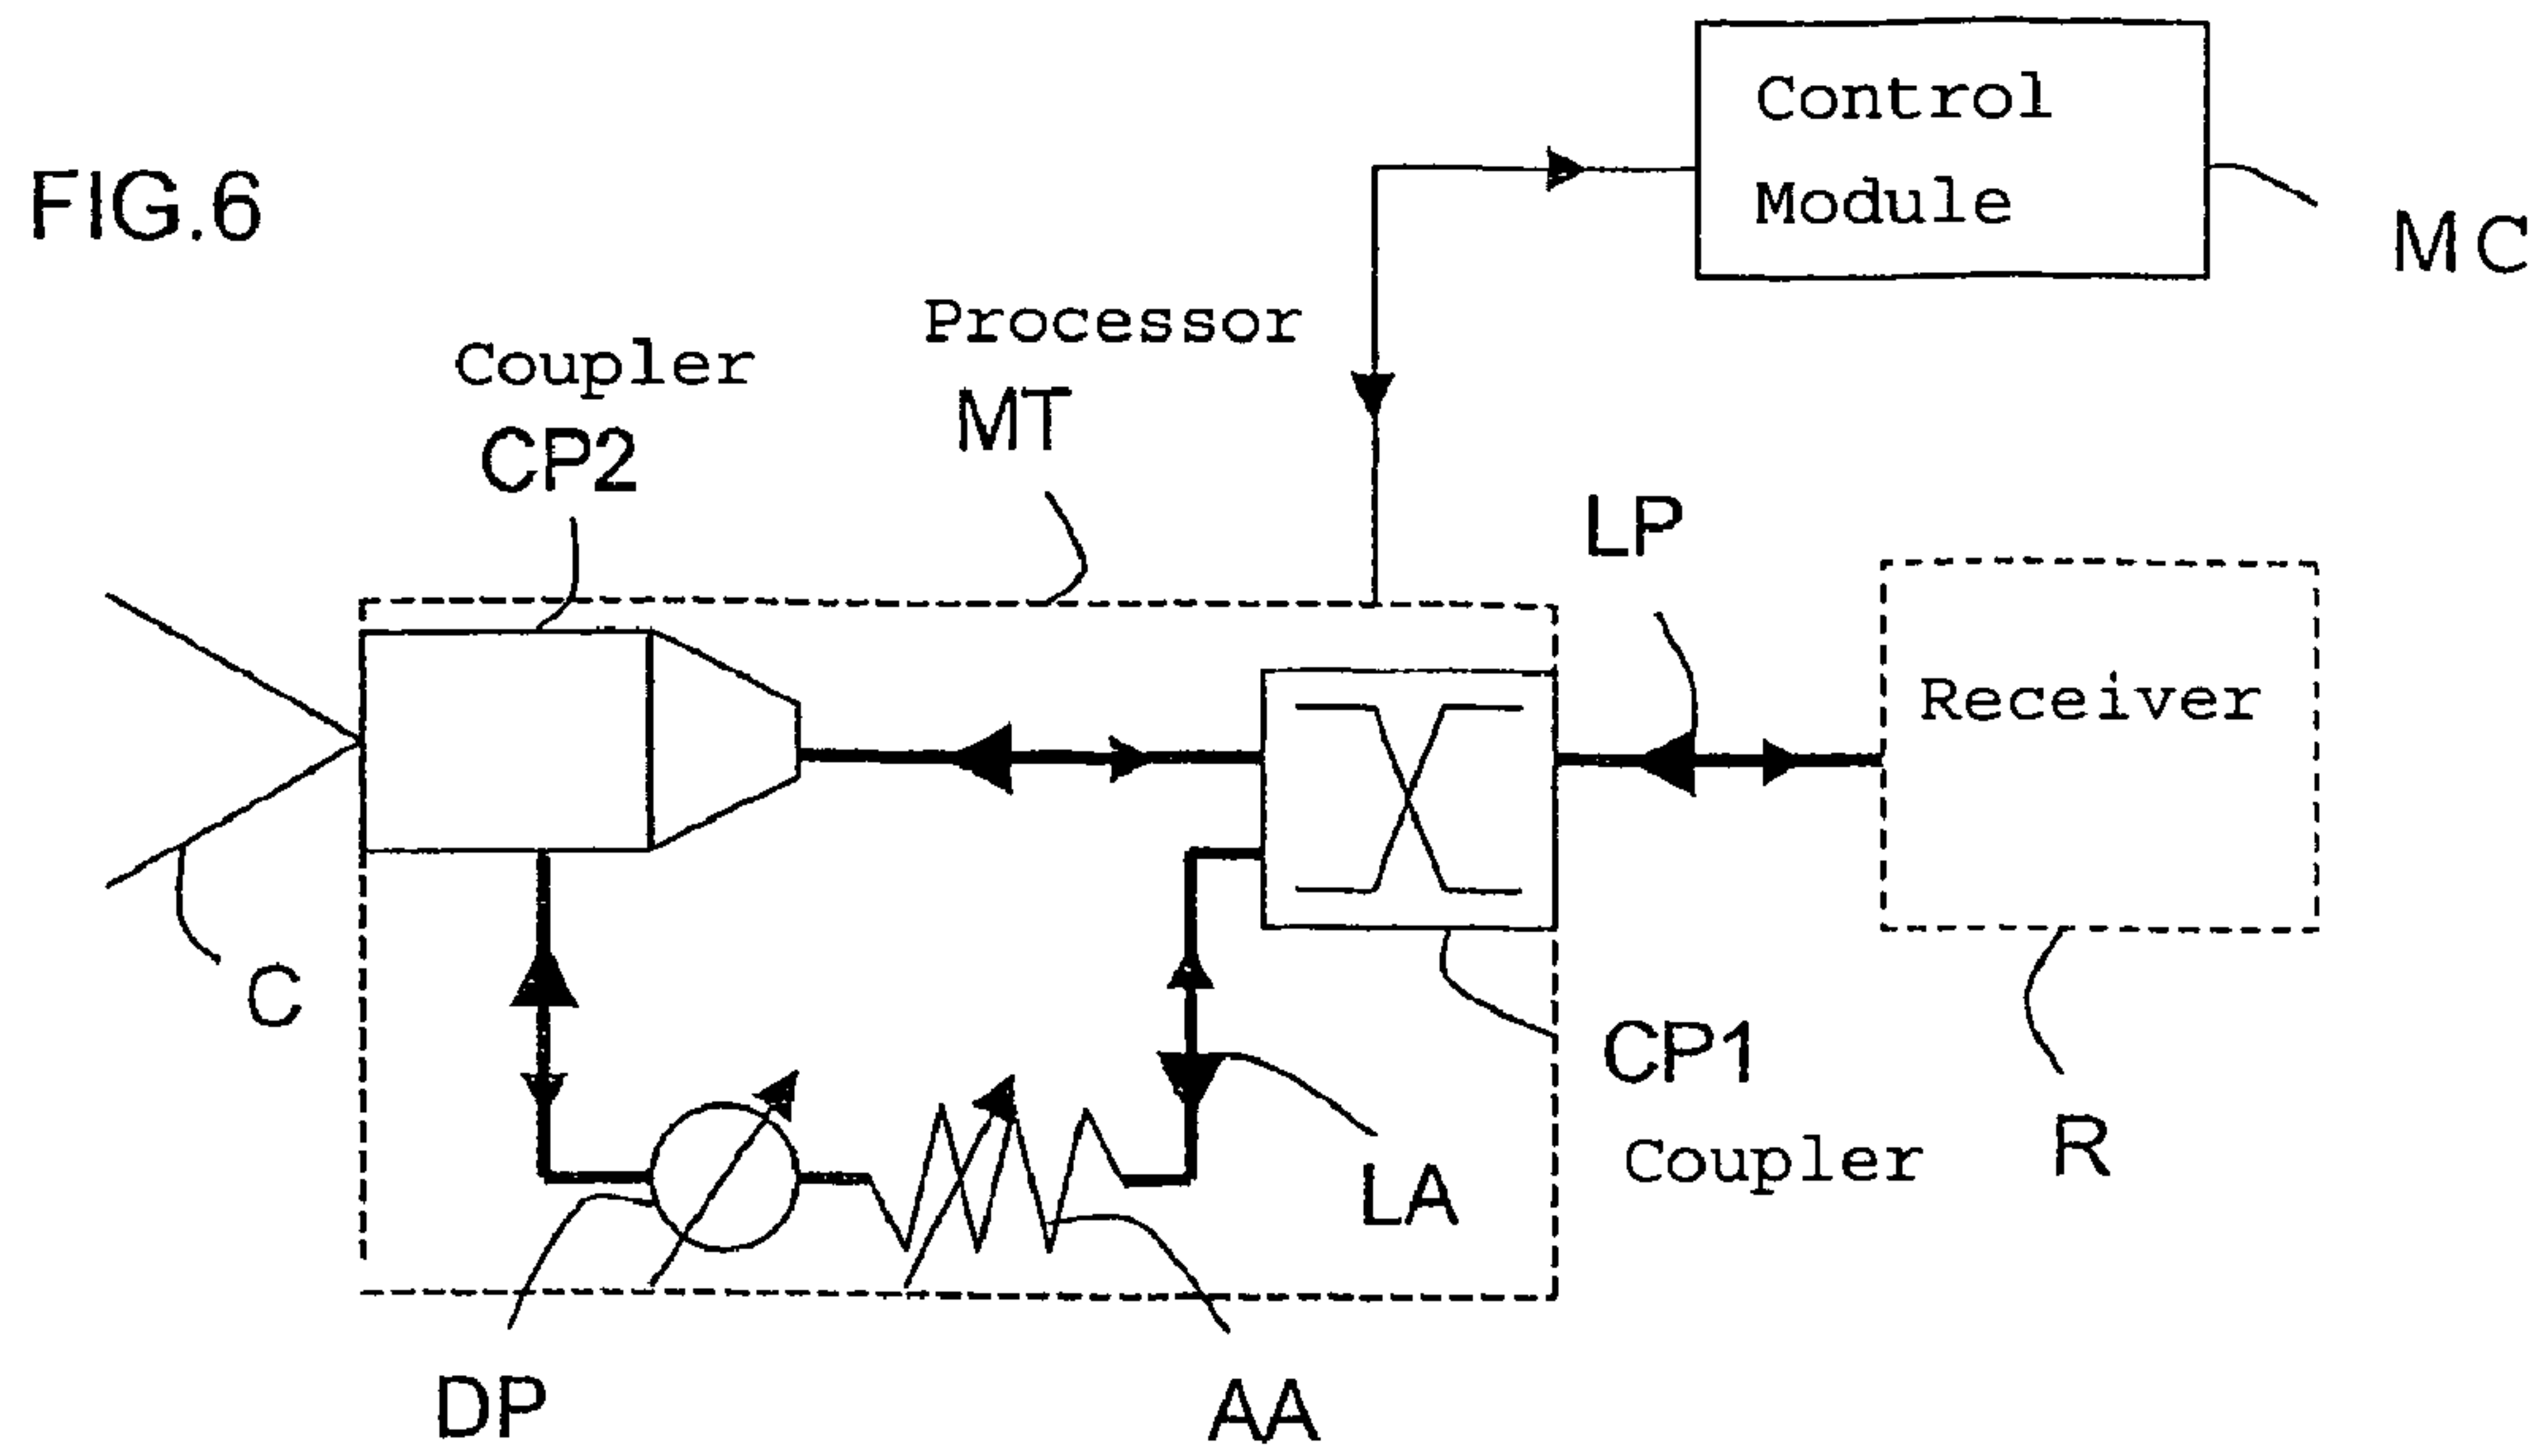 FIG.6
Control
Module
MC
Processor
MT
Coupler
CP2
LP
Receiver
C
CP1
Coupler
R
LA
DP
AA